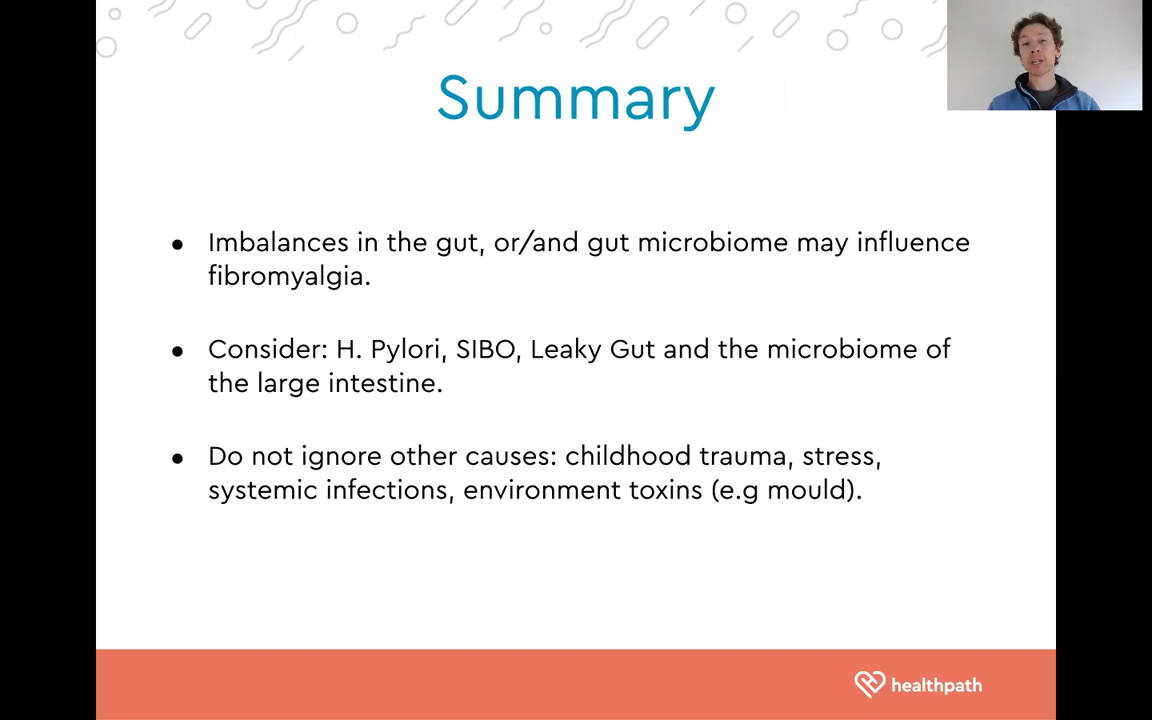 Summary
● Imbalances in the gut, or/and gut microbiome may influence
fibromyalgia.
● Consider: H. Pylori, SIBO, Leaky Gut and the microbiome of
the large intestine.
● Do not ignore other causes: childhood trauma, stress,
systemic infections, environment toxins (e.g mould).
healthpath